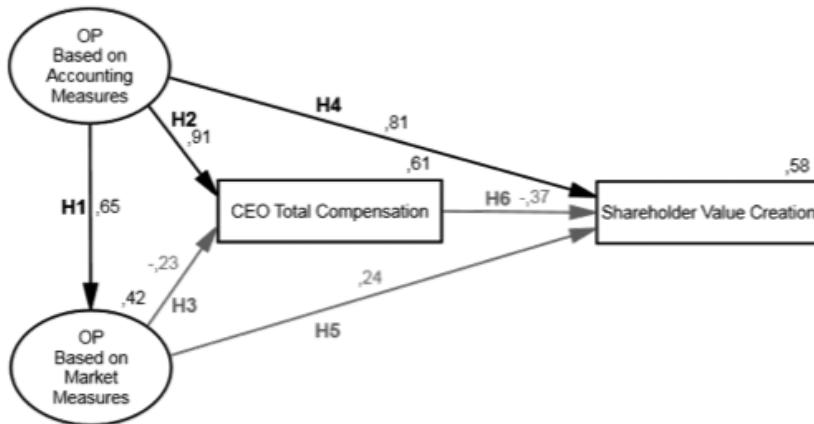 OP
Based on
Accounting
Measures
H4
,81
H2
,91
,61
,58
H1 ,65
CEO Total Compensation
H6 -,37
Shareholder Value Creation
-,23
,42
H3
,24
H5
OP
Based on
Market
Measures